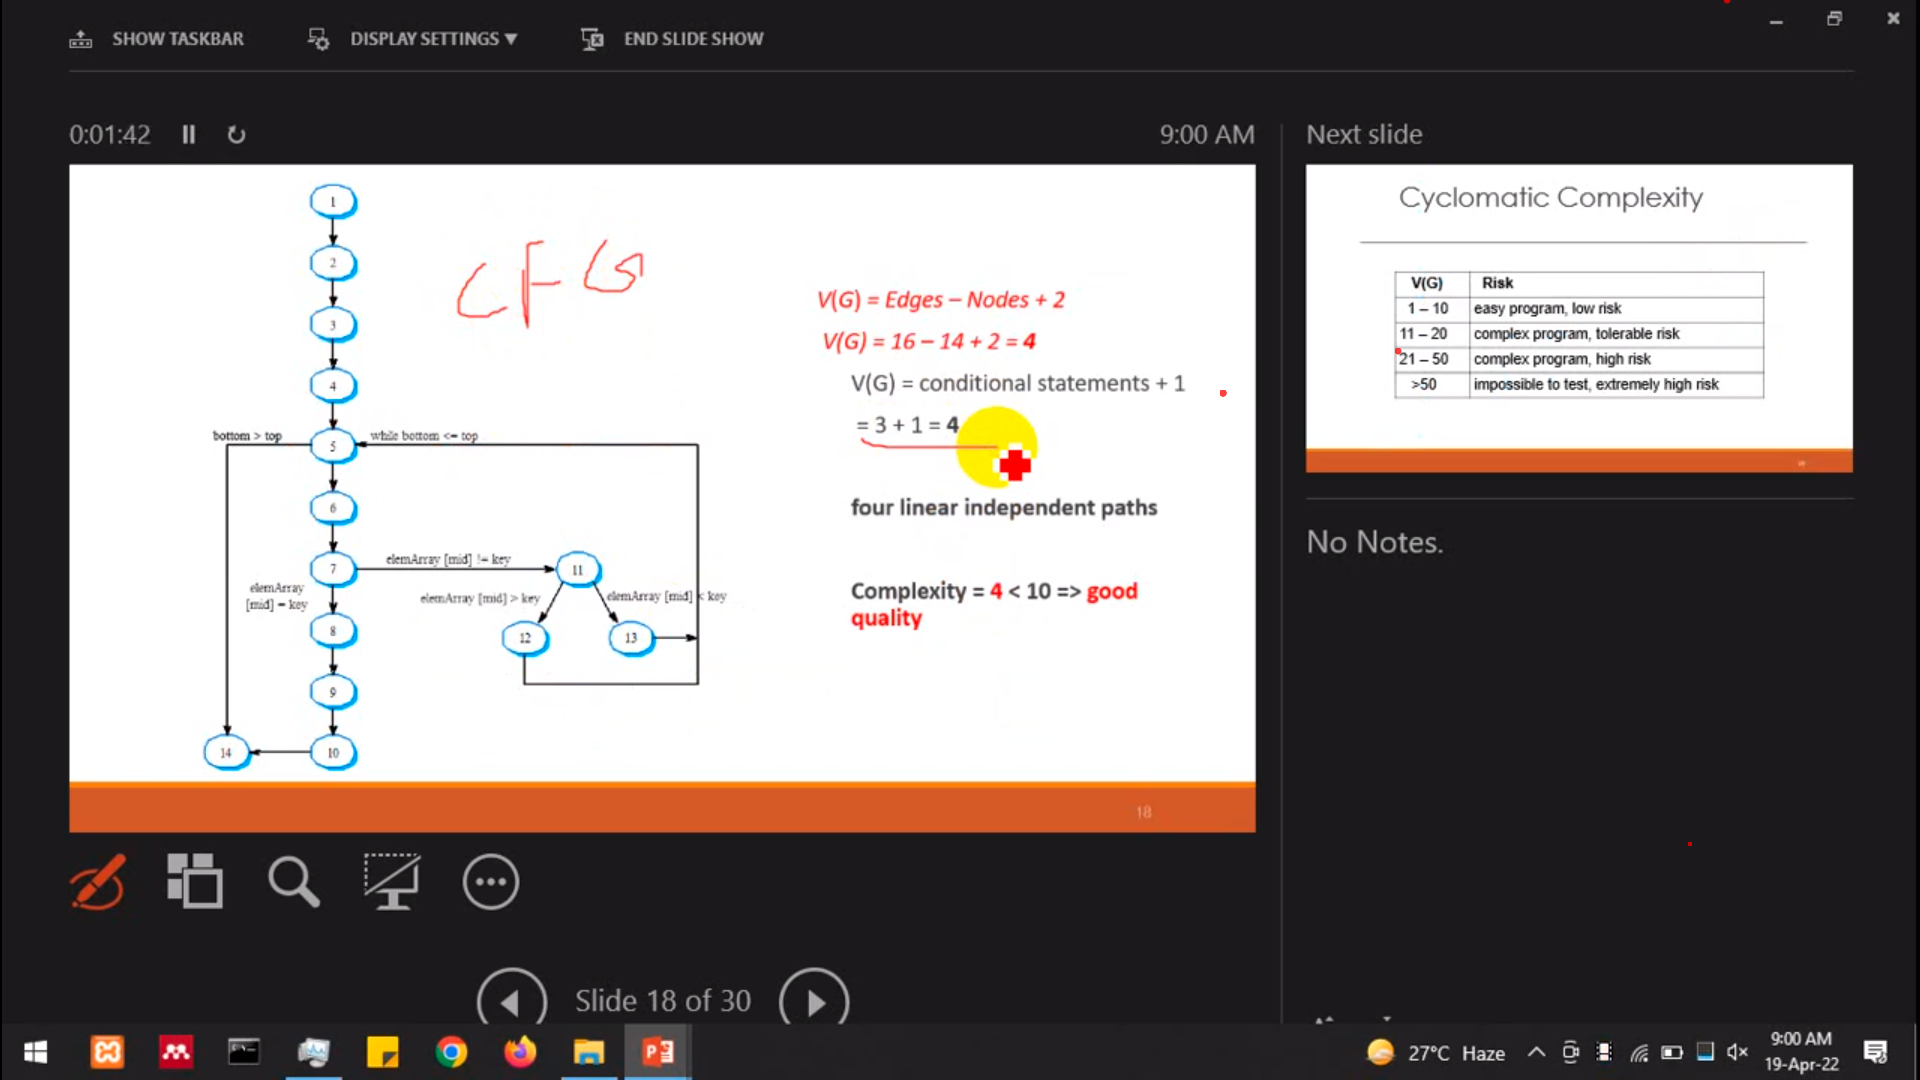 SHOW TASKBAR
DISPLAY SETTINGS ▼
END SLIDE SHOW
0:01:42
9:00 AM
Next slide
1
2
3
4
bottom > top
5
while bottom <= top
6
7
elemArray [mid] != key
11
elemArray
[mid] = key
elemArray [mid] > key
elemArray [mid] < key
8
12
13
9
14
10
CFG
V(G) = Edges – Nodes + 2
V(G) = 16 – 14 + 2 = 4
V(G) = conditional statements + 1
= 3 + 1 = 4
four linear independent paths
Complexity = 4 < 10 => good
quality
18
Cyclomatic Complexity
V(G) Risk
1 – 10 easy program, low risk
11 – 20 complex program, tolerable risk
21 – 50 complex program, high risk
>50 impossible to test, extremely high risk
No Notes.
Slide 18 of 30
27°C Haze
9:00 AM
19-Apr-22